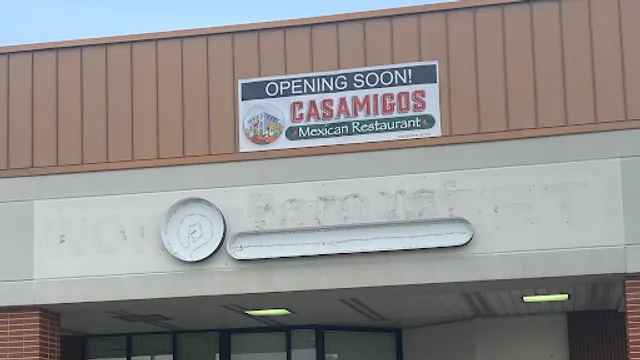 OPENING SOON!
CASAMIGOS
Mexican Restaurant